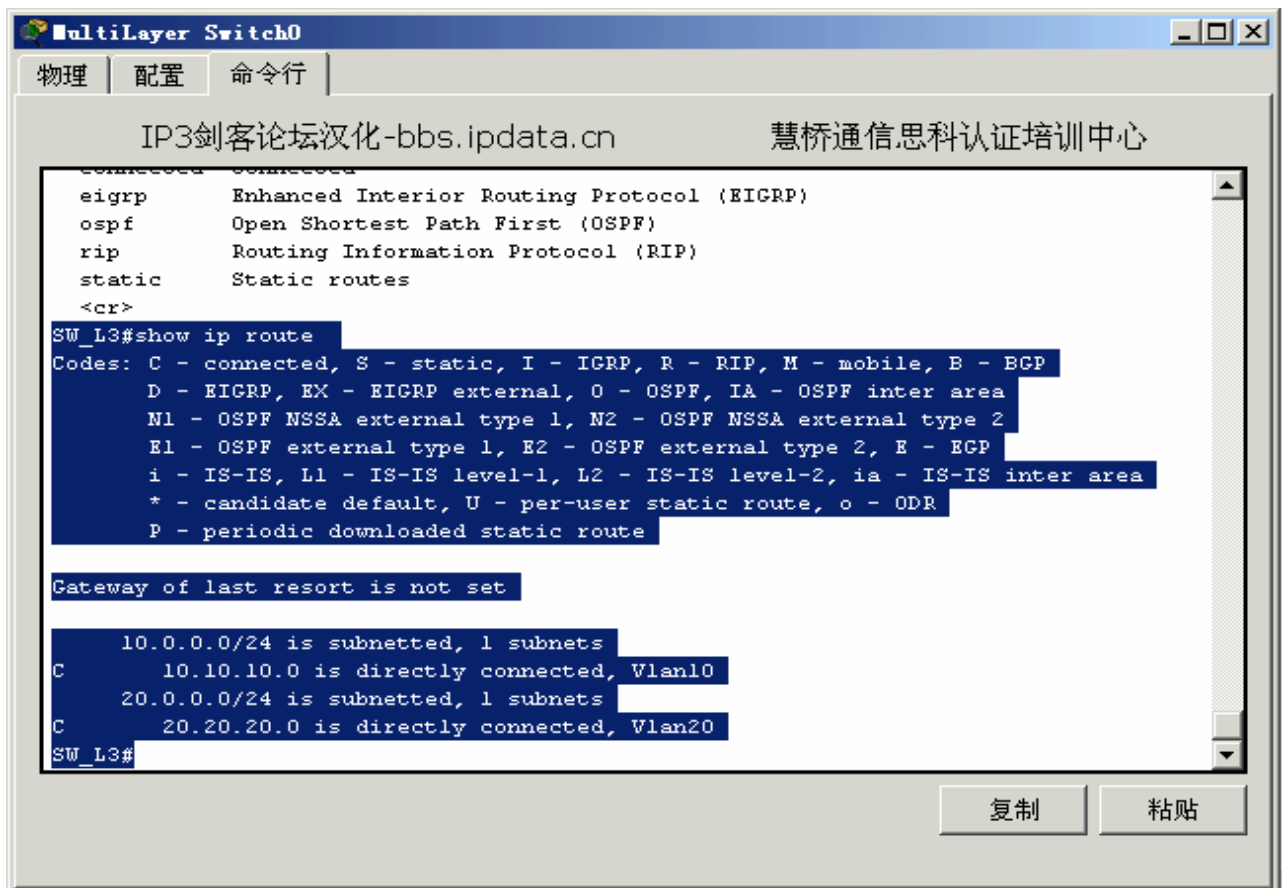 MultiLayer Switch0
物理 配置 命令行
IP3剑客论坛汉化-bbs.ipdata.cn 慧桥通信思科认证培训中心
connected connected
eigrp Enhanced Interior Routing Protocol (EIGRP)
ospf Open Shortest Path First (OSPF)
rip Routing Information Protocol (RIP)
static Static routes
<cr>
SW_L3#show ip route
Codes: C - connected, S - static, I - IGRP, R - RIP, M - mobile, B - BGP
D - EIGRP, EX - EIGRP external, O - OSPF, IA - OSPF inter area
N1 - OSPF NSSA external type 1, N2 - OSPF NSSA external type 2
E1 - OSPF external type 1, E2 - OSPF external type 2, E - EGP
i - IS-IS, L1 - IS-IS level-1, L2 - IS-IS level-2, ia - IS-IS inter area
* - candidate default, U - per-user static route, o - ODR
P - periodic downloaded static route
Gateway of last resort is not set
10.0.0.0/24 is subnetted, 1 subnets
C 10.10.10.0 is directly connected, Vlan10
20.0.0.0/24 is subnetted, 1 subnets
C 20.20.20.0 is directly connected, Vlan20
SW_L3#
复制 粘贴